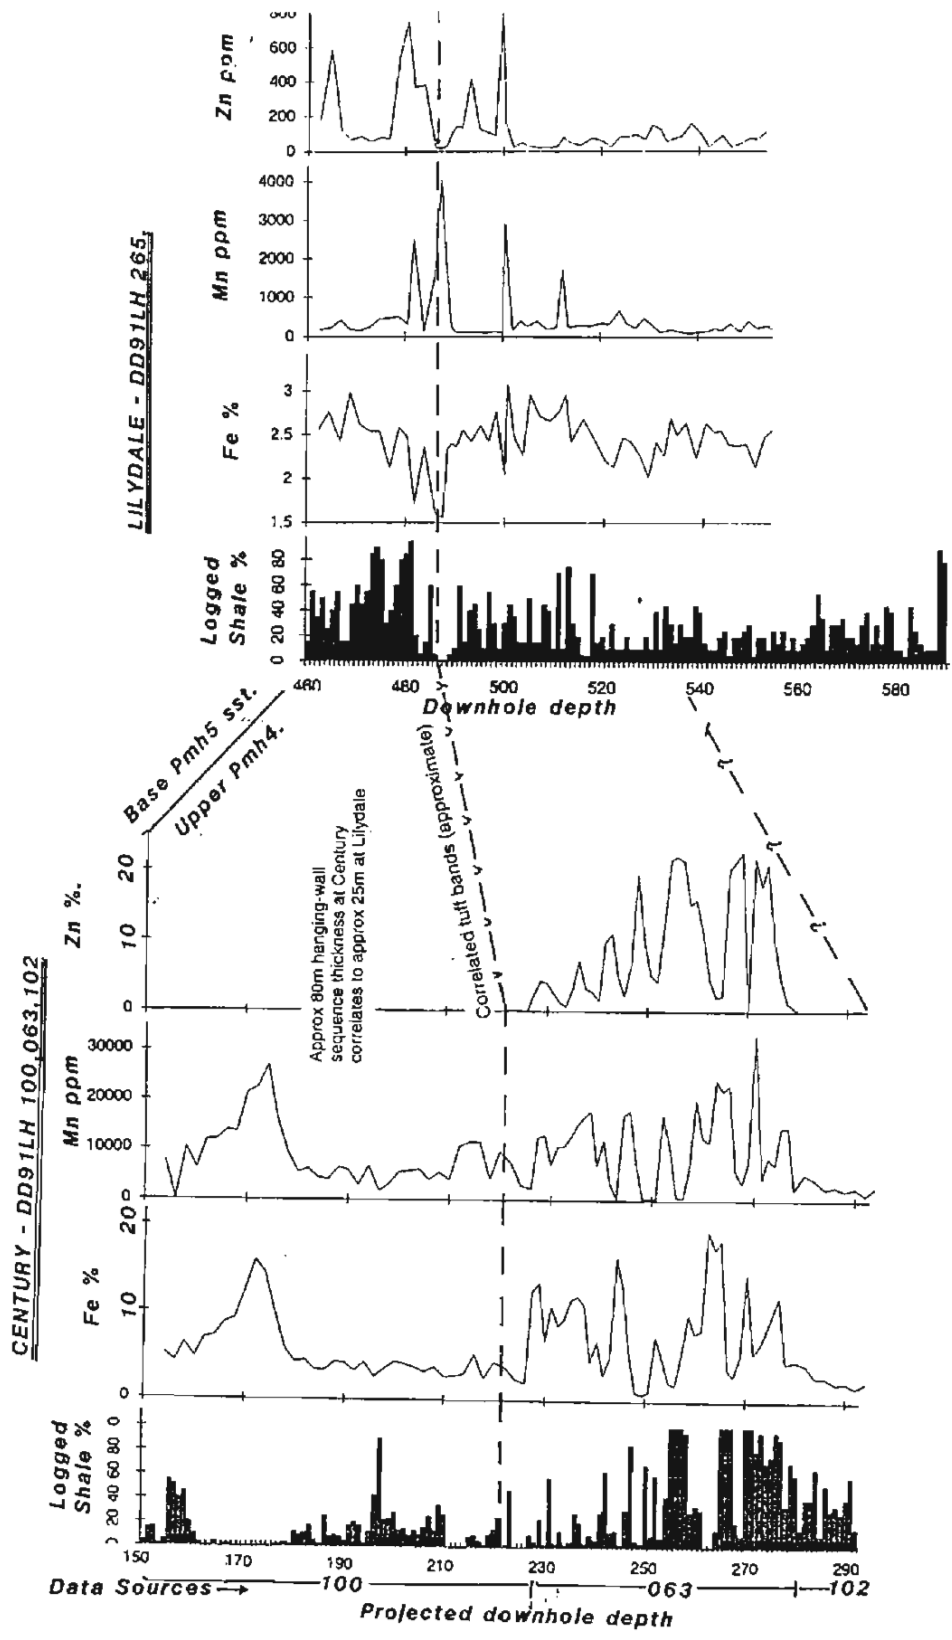 LILYDALE - DD91LH 265,
Zn ppm
800
600
400
200
0
Mn ppm
4000
3000
2000
1000
0
Fe %
3
2.5
2
1.5
Logged
Shale %
0 20 40 60 80
460 480 500 520 540 560 580
Downhole depth
Base Pmh5 sst.
Upper Pmh4.
Approx 80m hanging-wall
sequence thickness at Century
correlates to approx 25m at Lilydale
Correlated tuff bands (approximate)
CENTURY - DD91LH 100,063,102
Zn %.
20
10
0
Mn ppm
30000
20000
10000
0
Fe %
20
10
0
Logged
Shale %
0 20 40 60 80 0
150 170 190 210 230 250 270 290
Data Sources → 100 063 102
Projected downhole depth